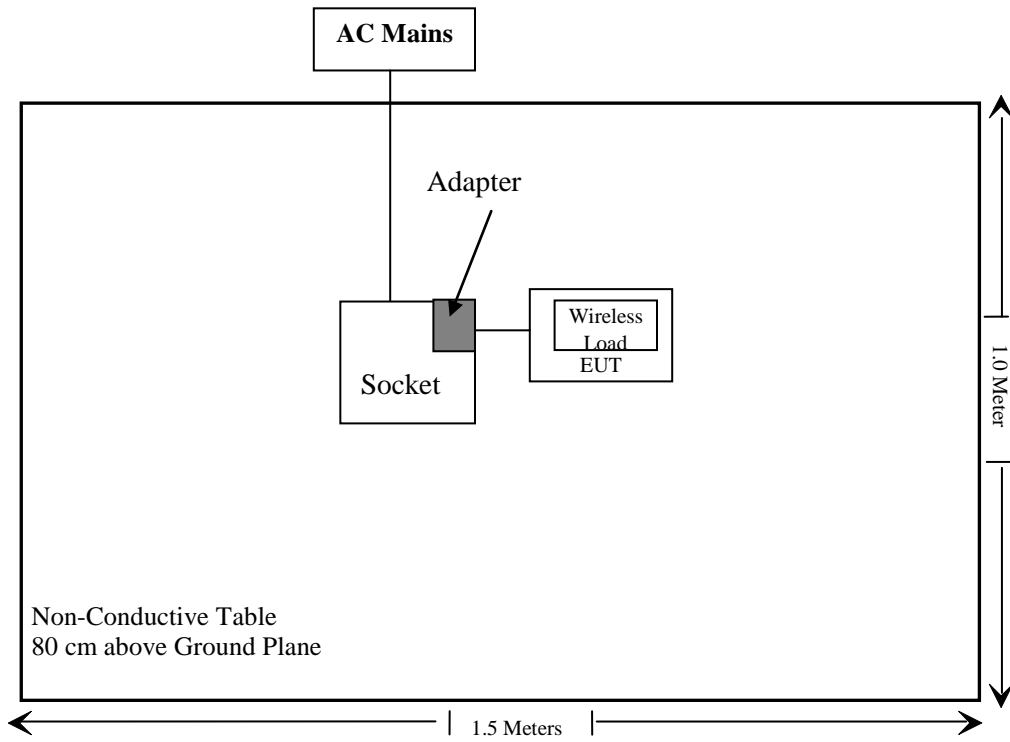 AC Mains
Adapter
Wireless
Load
EUT
Socket
1.0 Meter
Non-Conductive Table
80 cm above Ground Plane
1.5 Meters